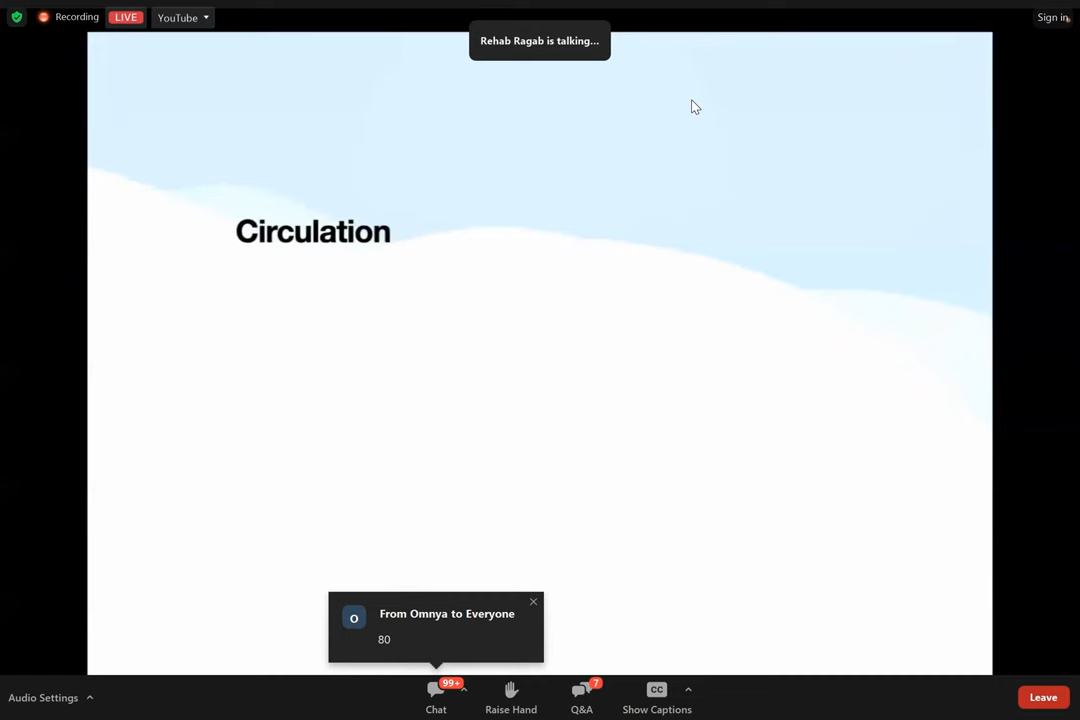 Recording
LIVE
YouTube
Sign in
Rehab Ragab is talking...
Circulation
From Omnya to Everyone
O
80
99+
7
CC
Audio Settings
Chat
Raise Hand
Q&A
Show Captions
Leave